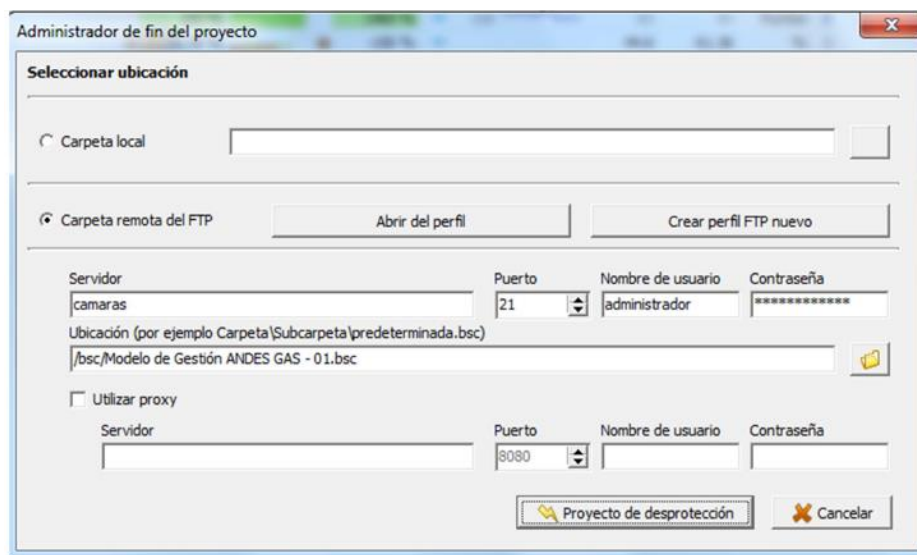 Administrador de fin del proyecto
Seleccionar ubicación
Carpeta local
Carpeta remota del FTP Abrir del perfil Crear perfil FTP nuevo
Servidor Puerto Nombre de usuario Contraseña
camaras 21 administrador ************
Ubicación (por ejemplo Carpeta\Subcarpeta\predeterminada.bsc)
/bsc/Modelo de Gestión ANDES GAS - 01.bsc
Utilizar proxy
Servidor Puerto Nombre de usuario Contraseña
8080
Proyecto de desprotección Cancelar